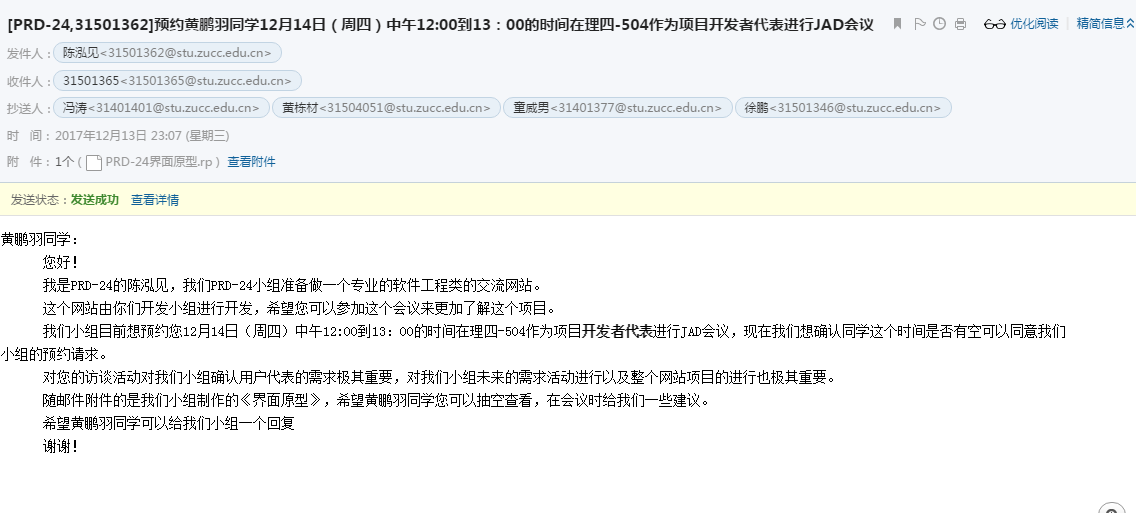 [PRD-24,31501362]预约黄鹏羽同学12月14日（周四）中午12:00到13：00的时间在理四-504作为项目开发者代表进行JAD会议 优化阅读 精简信息
发件人：陈泓见<31501362@stu.zucc.edu.cn>
收件人：31501365<31501365@stu.zucc.edu.cn>
抄送人：冯涛<31401401@stu.zucc.edu.cn> 黄栋材<31504051@stu.zucc.edu.cn> 童威男<31401377@stu.zucc.edu.cn> 徐鹏<31501346@stu.zucc.edu.cn>
时 间：2017年12月13日 23:07 (星期三)
附 件：1个 ( PRD-24界面原型.rp ) 查看附件
发送状态：发送成功 查看详情
黄鹏羽同学：
您好！
我是PRD-24的陈泓见，我们PRD-24小组准备做一个专业的软件工程类的交流网站。
这个网站由你们开发小组进行开发，希望您可以参加这个会议来更加了解这个项目。
我们小组目前想预约您12月14日（周四）中午12:00到13：00的时间在理四-504作为项目开发者代表进行JAD会议，现在我们想确认同学这个时间是否有空可以同意我们
小组的预约请求。
对您的访谈活动对我们小组确认用户代表的需求极其重要，对我们小组未来的需求活动进行以及整个网站项目的进行也极其重要。
随邮件附件的是我们小组制作的《界面原型》，希望黄鹏羽同学您可以抽空查看，在会议时给我们一些建议。
希望黄鹏羽同学可以给我们小组一个回复
谢谢！